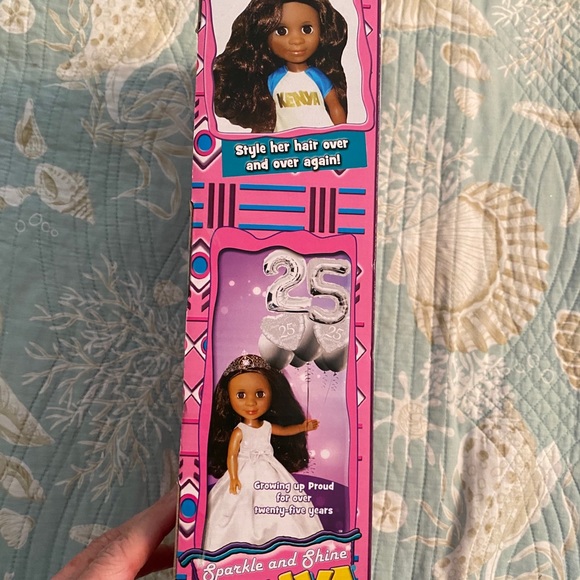 KENYA
Style her hair over
and over again!
25
25
25
Growing up Proud
for over
twenty-five years
Sparkle and Shine